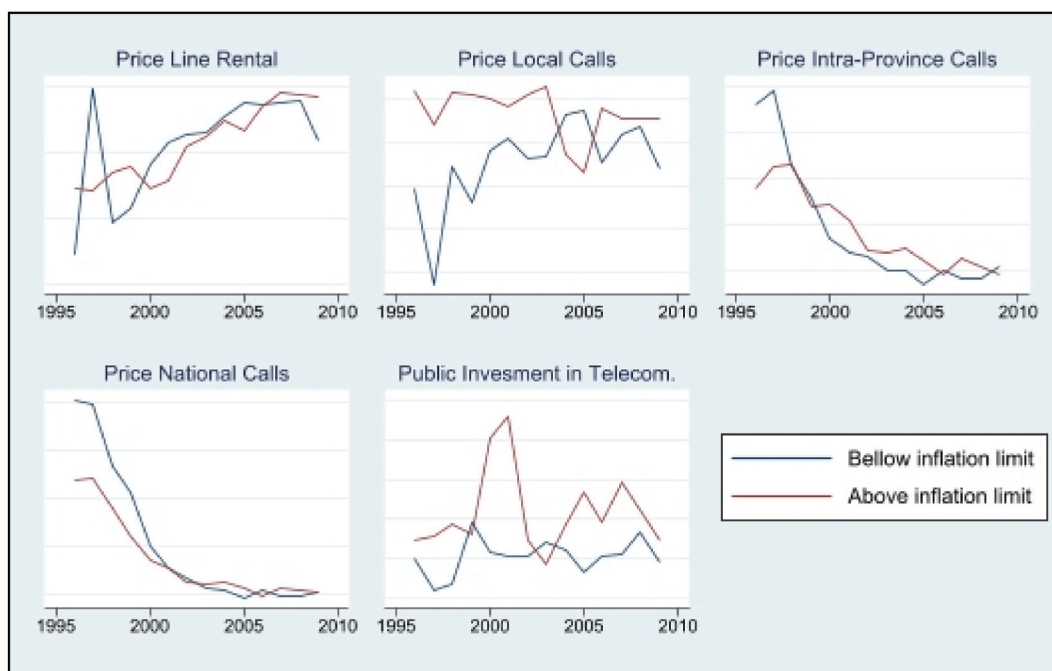 Price Line Rental
Price Local Calls
Price Intra-Province Calls
1995 2000 2005 2010
1995 2000 2005 2010
1995 2000 2005 2010
Price National Calls
Public Invesment in Telecom.
1995 2000 2005 2010
1995 2000 2005 2010
Bellow inflation limit
Above inflation limit